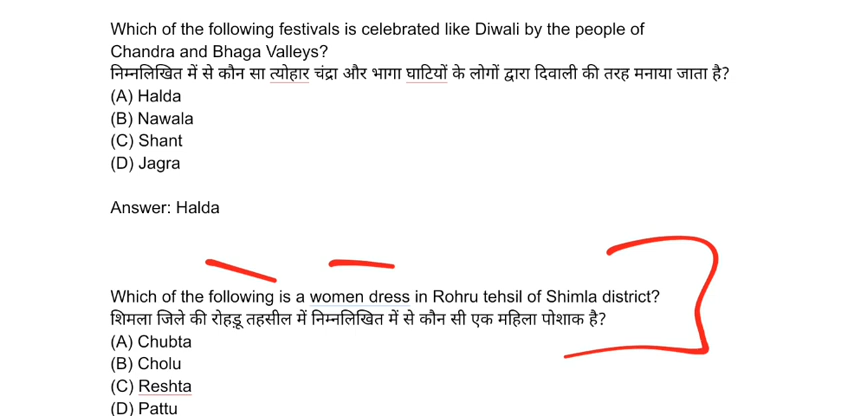 Which of the following festivals is celebrated like Diwali by the people of
Chandra and Bhaga Valleys?
निम्नलिखित में से कौन सा त्योहार चंद्रा और भागा घाटियों के लोगों द्वारा दिवाली की तरह मनाया जाता है?
(A) Halda
(B) Nawala
(C) Shant
(D) Jagra
Answer: Halda
Which of the following is a women dress in Rohru tehsil of Shimla district?
शिमला जिले की रोहड़ू तहसील में निम्नलिखित में से कौन सी एक महिला पोशाक है?
(A) Chubta
(B) Cholu
(C) Reshta
(D) Pattu